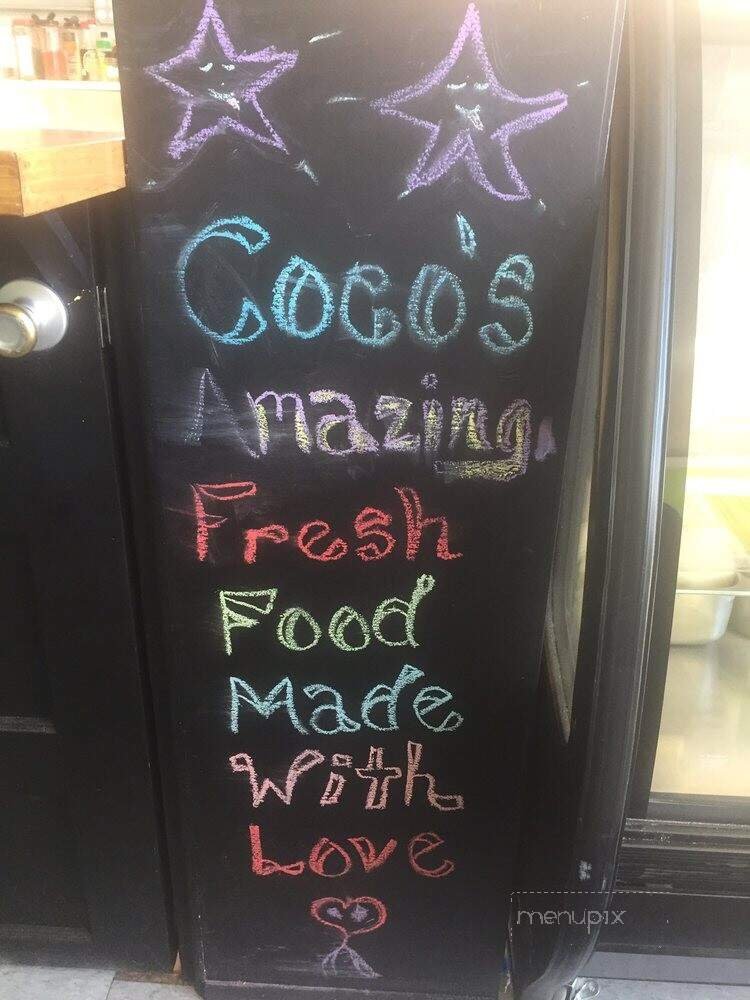 Coco's
Amazing
Fresh
Food
Made
With
Love
menupix